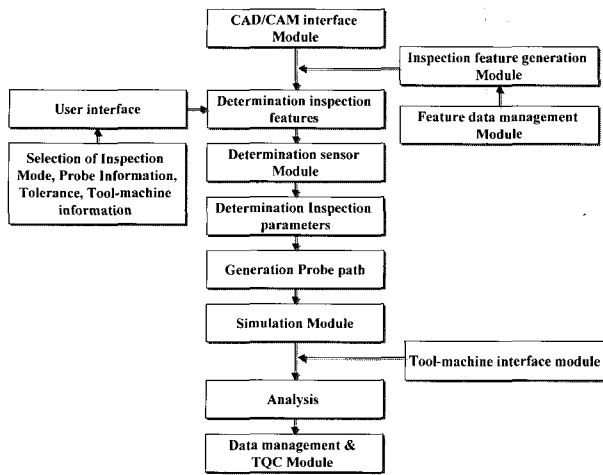 CAD/CAM interface
Module
Inspection feature generation
Module
User interface
Determination inspection
features
Feature data management
Module
Selection of Inspection
Mode, Probe Information,
Tolerance, Tool-machine
information
Determination sensor
Module
Determination Inspection
parameters
Generation Probe path
Simulation Module
Tool-machine interface module
Analysis
Data management &
TQC Module